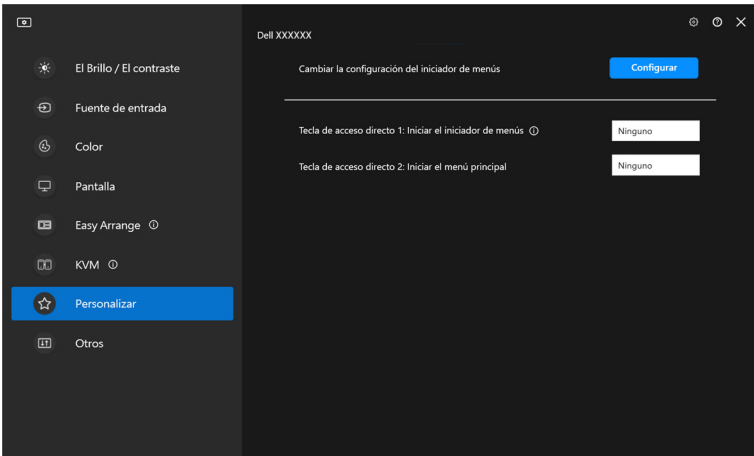 Dell XXXXXX
El Brillo / El contraste
Fuente de entrada
Color
Pantalla
Easy Arrange
KVM
Personalizar
Otros
Cambiar la configuración del iniciador de menús
Configurar
Tecla de acceso directo 1: Iniciar el iniciador de menús
Ninguno
Tecla de acceso directo 2: Iniciar el menú principal
Ninguno